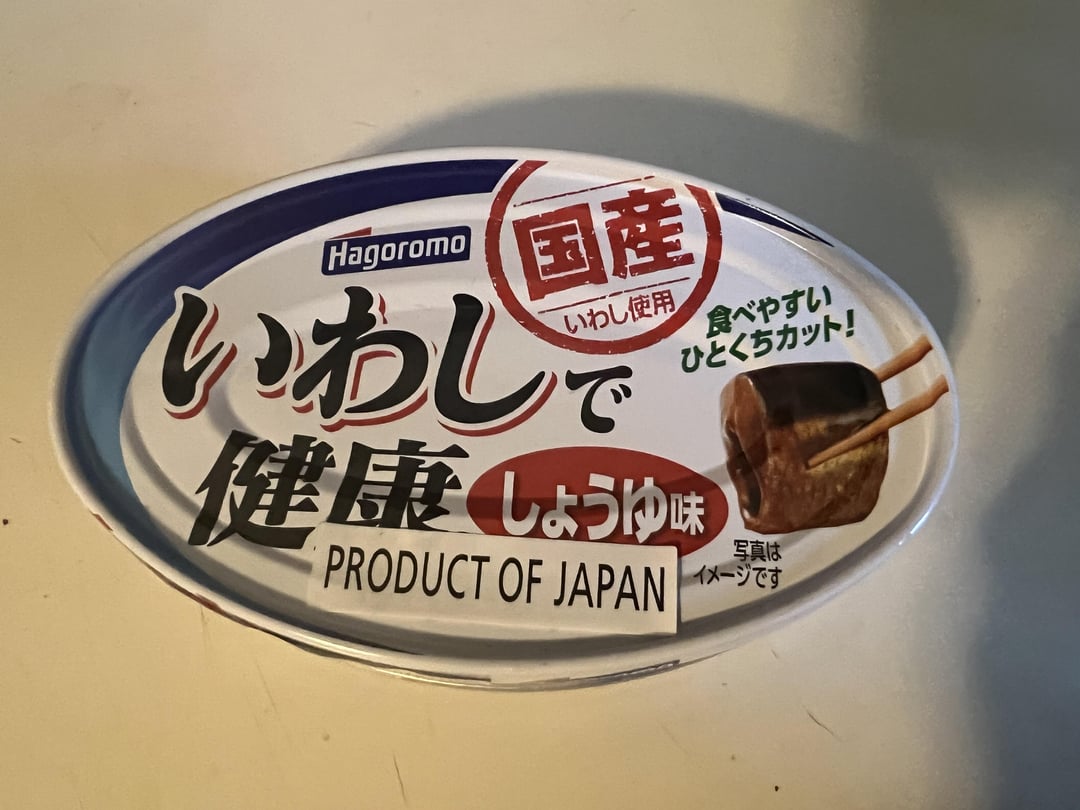 Hagoromo
国産
いわし使用
いわしで
健康
しょうゆ味
食べやすい
ひとくちカット!
写真は
イメージです
PRODUCT OF JAPAN